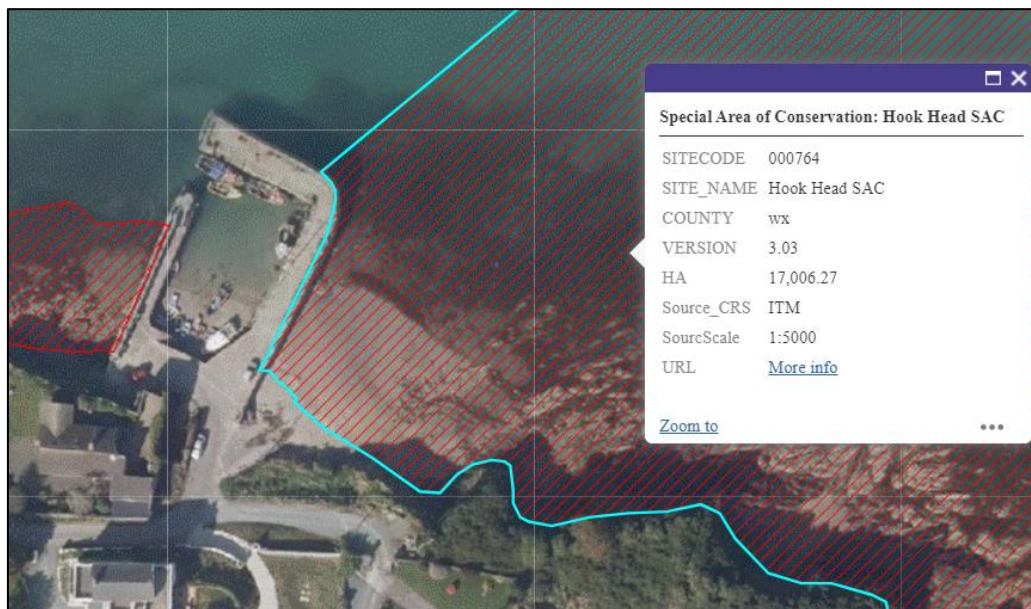 Special Area of Conservation: Hook Head SAC
SITECODE 000764
SITE_NAME Hook Head SAC
COUNTY wx
VERSION 3.03
HA 17,006.27
Source_CRS ITM
SourcScale 1:5000
URL More info
Zoom to